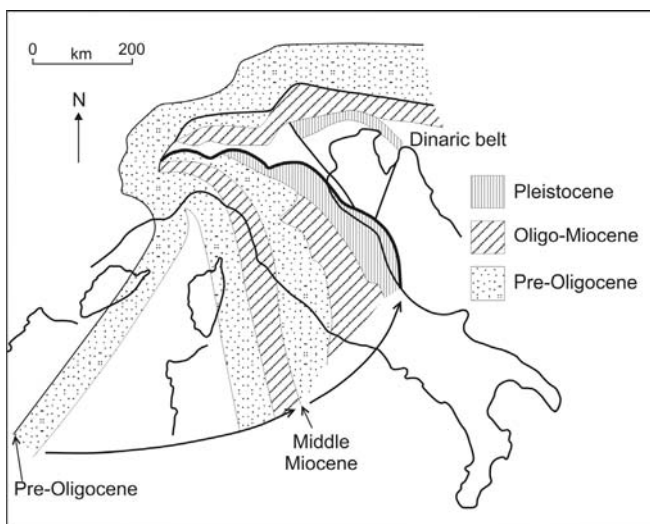 0 200
km
N
Dinaric belt
Pleistocene
Oligo-Miocene
Pre-Oligocene
Middle
Miocene
Pre-Oligocene